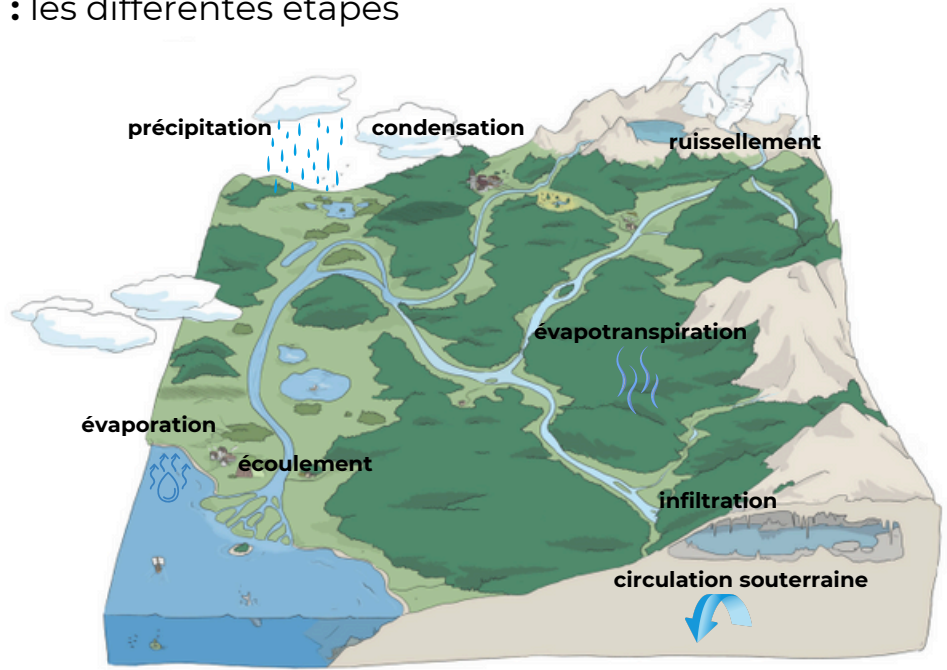 : les différentes étapes
précipitation
condensation
ruissellement
évapotranspiration
évaporation
écoulement
infiltration
circulation souterraine